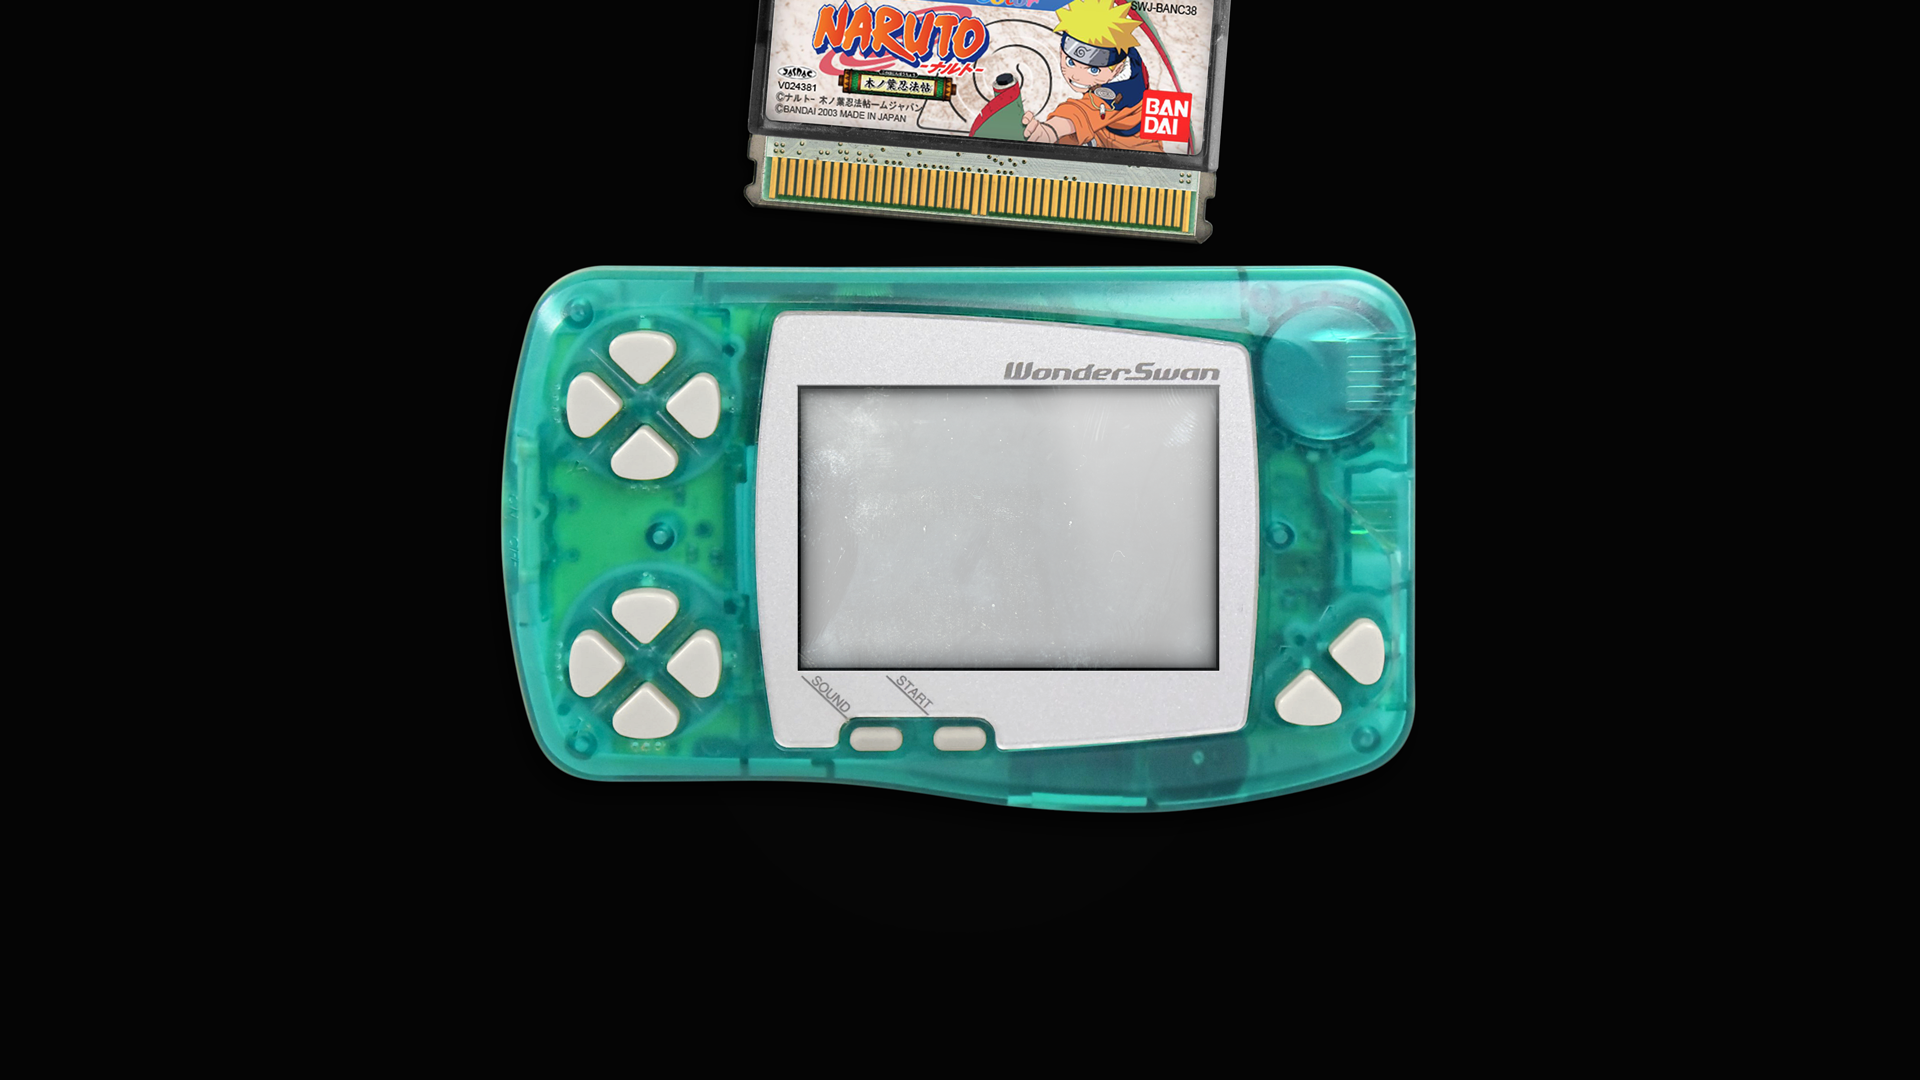 Color
SWJ-BANC38
NARUTO
-ナルト-
JASRAC
木ノ葉忍法帖
V024381
©ナルト- 木ノ葉忍法帖ームジャパン
©BANDAI 2003 MADE IN JAPAN
BAN
DAI
WonderSwan
SOUND
START